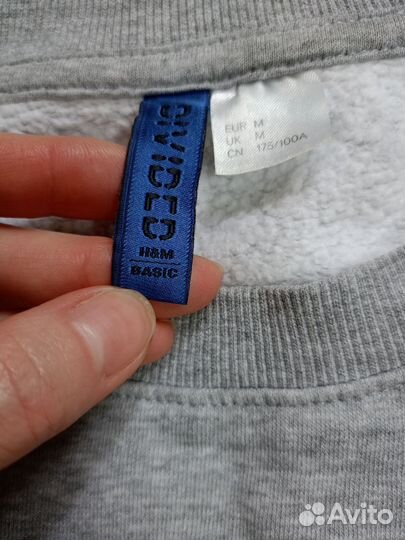 DIVIDED
H&M
BASIC
EUR M
UK M
CN 175/100A
Avito